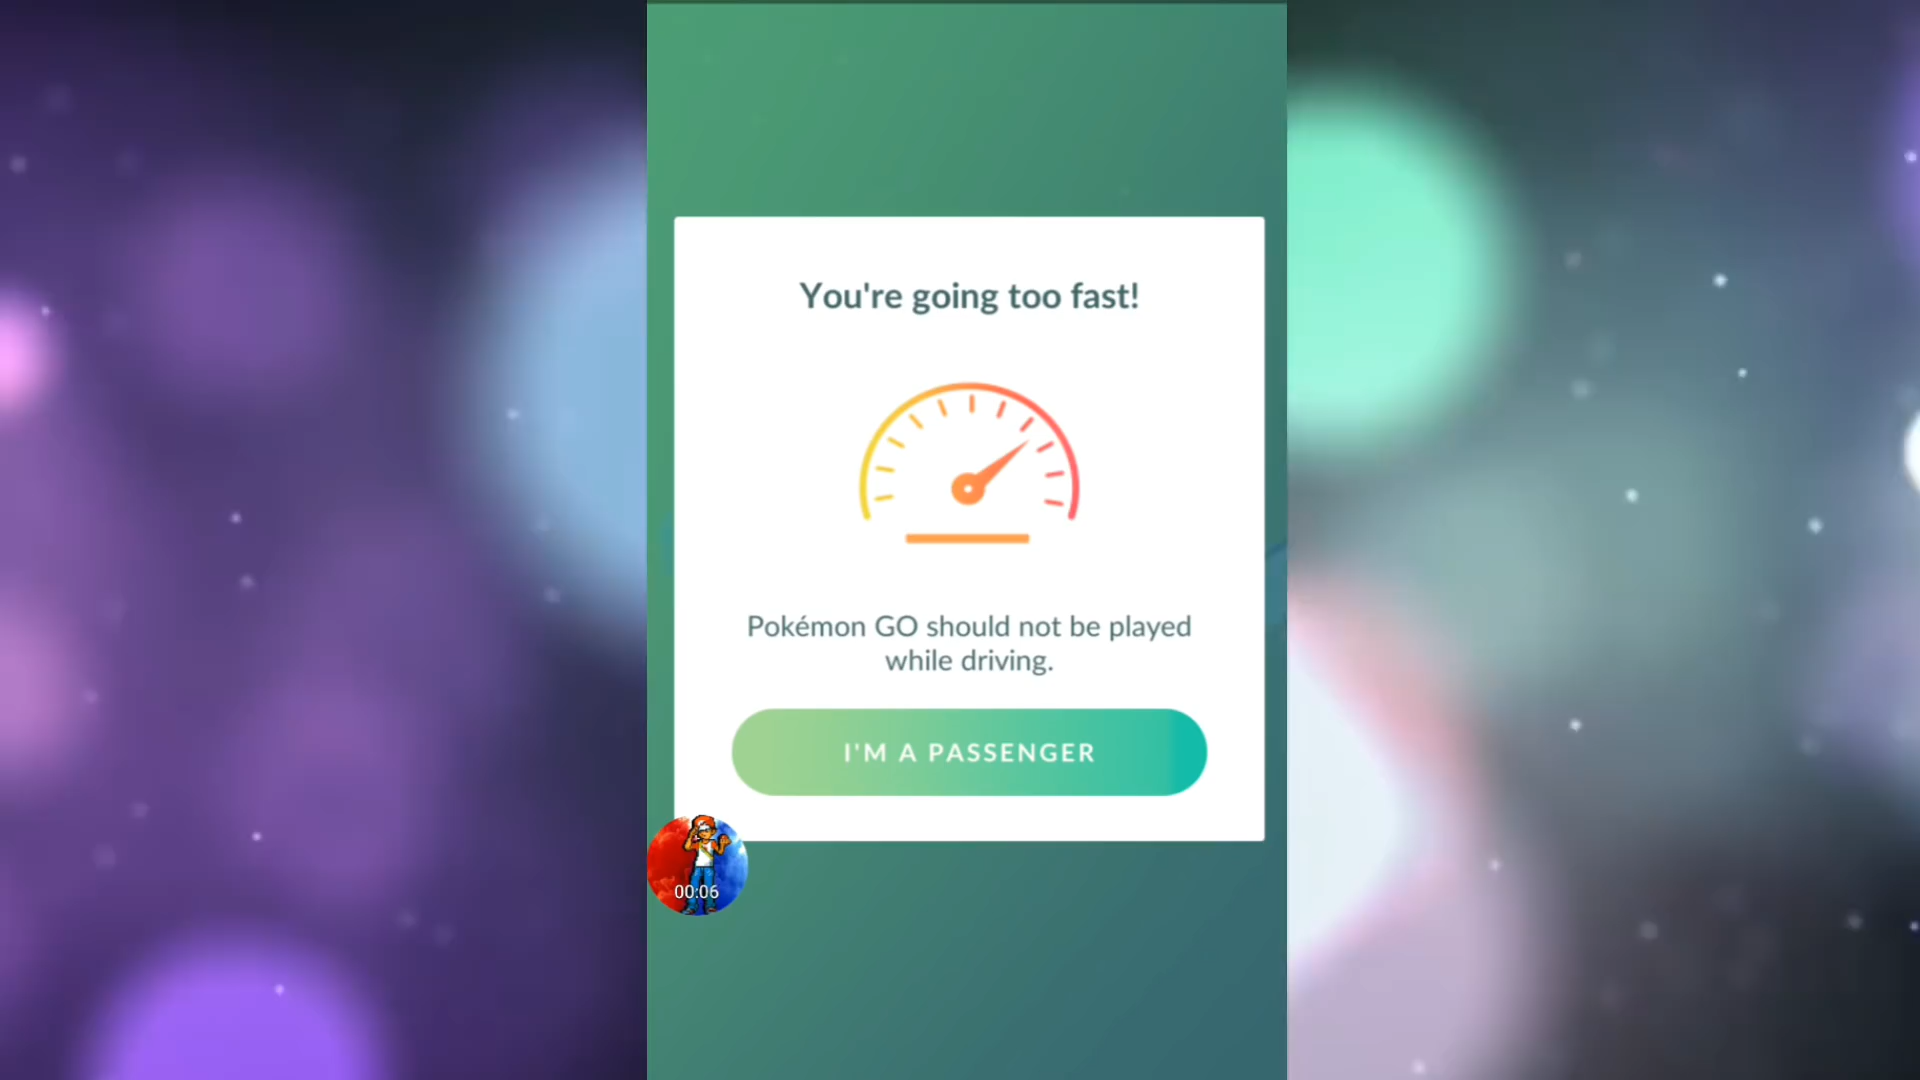 You're going too fast!
Pokémon GO should not be played
while driving.
I'M A PASSENGER
00:06